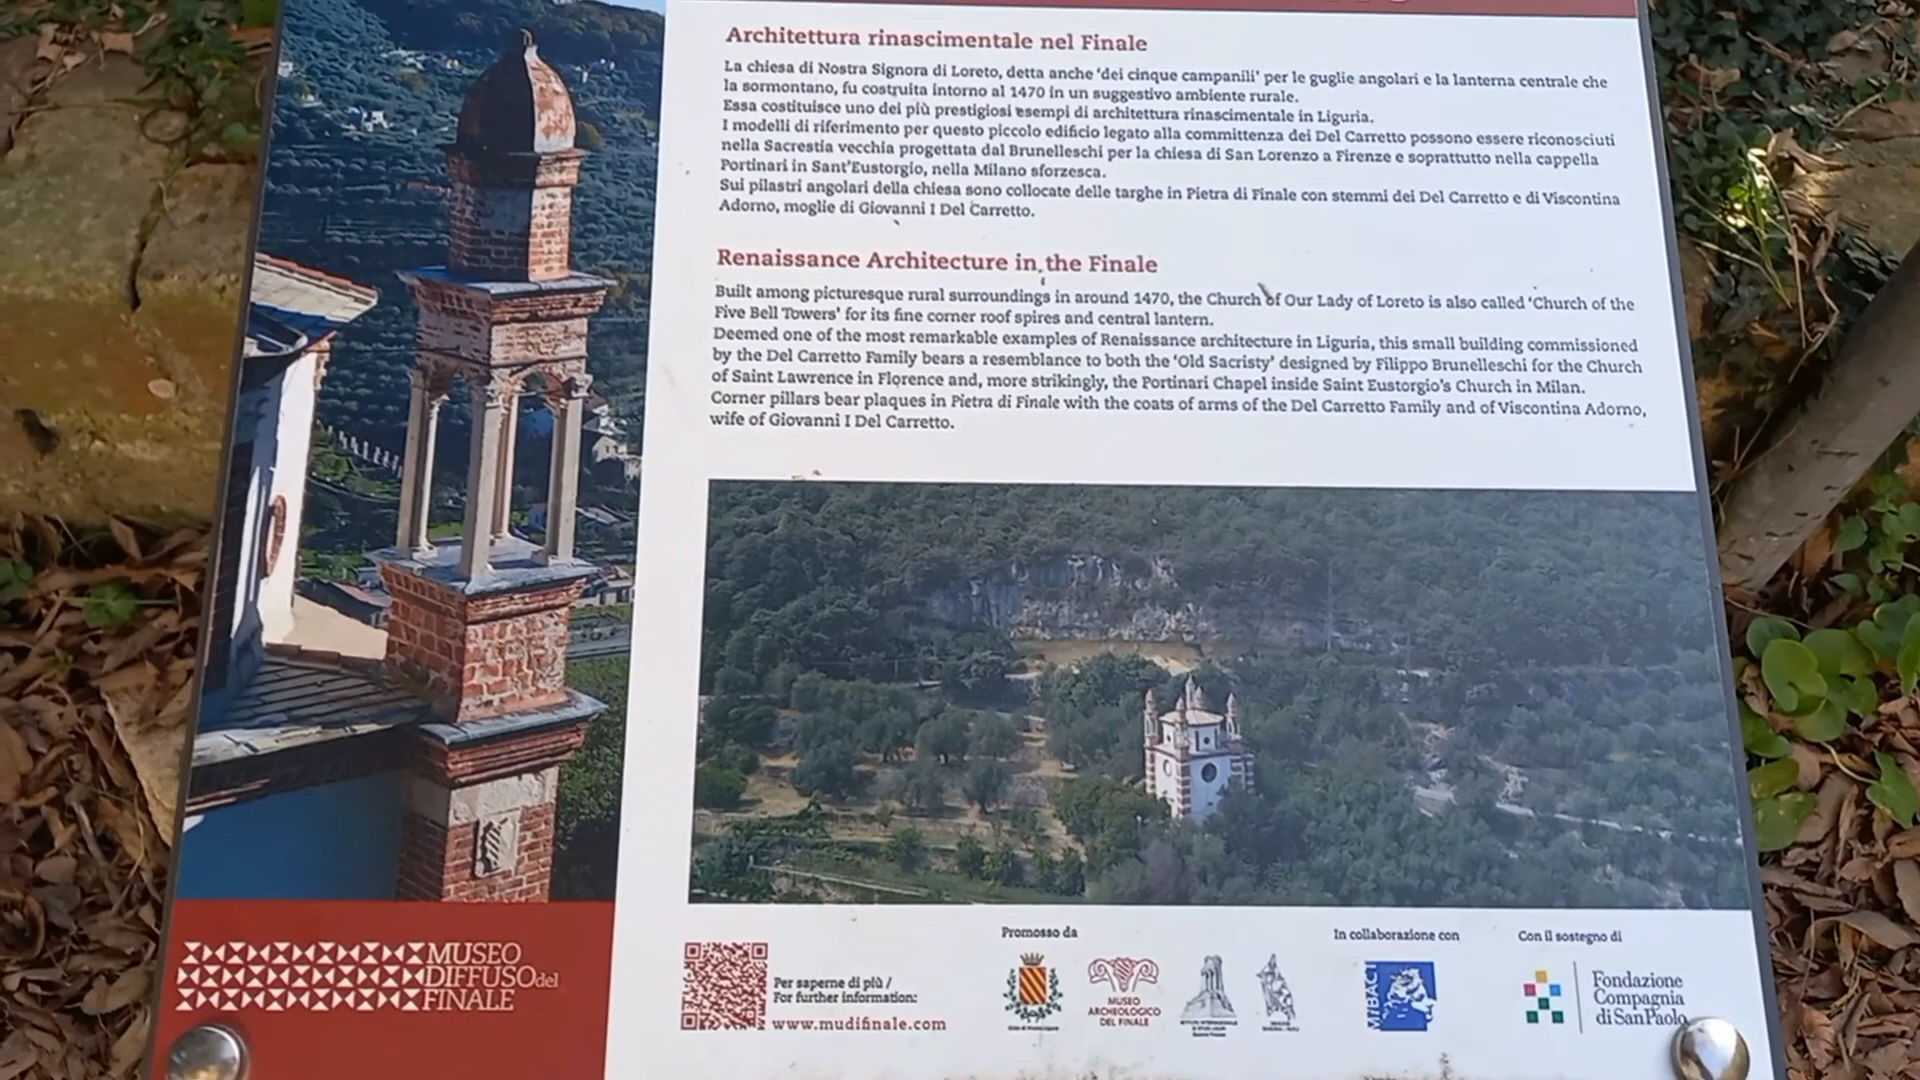 Architettura rinascimentale nel Finale
La chiesa di Nostra Signora di Loreto, detta anche ‘dei cinque campanili’ per le guglie angolari e la lanterna centrale che
la sormontano, fu costruita intorno al 1470 in un suggestivo ambiente rurale.
Essa costituisce uno dei più prestigiosi esempi di architettura rinascimentale in Liguria.
I modelli di riferimento per questo piccolo edificio legato alla committenza dei Del Carretto possono essere riconosciuti
nella Sacrestia vecchia progettata dal Brunelleschi per la chiesa di San Lorenzo a Firenze e soprattutto nella cappella
Portinari in Sant’Eustorgio, nella Milano sforzesca.
Sui pilastri angolari della chiesa sono collocate delle targhe in Pietra di Finale con stemmi dei Del Carretto e di Viscontina
Adorno, moglie di Giovanni I Del Carretto.
Renaissance Architecture in the Finale
Built among picturesque rural surroundings in around 1470, the Church of Our Lady of Loreto is also called ‘Church of the
Five Bell Towers’ for its fine corner roof spires and central lantern.
Deemed one of the most remarkable examples of Renaissance architecture in Liguria, this small building commissioned
by the Del Carretto Family bears a resemblance to both the ‘Old Sacristy’ designed by Filippo Brunelleschi for the Church
of Saint Lawrence in Florence and, more strikingly, the Portinari Chapel inside Saint Eustorgio’s Church in Milan.
Corner pillars bear plaques in Pietra di Finale with the coats of arms of the Del Carretto Family and of Viscontina Adorno,
wife of Giovanni I Del Carretto.
MUSEO
DIFFUSO del
FINALE
Per saperne di più /
For further information:
www.mudifinale.com
Promosso da
MUSEO
ARCHEOLOGICO
DEL FINALE
In collaborazione con
MiBACT
Con il sostegno di
Fondazione
Compagnia
di San Paolo